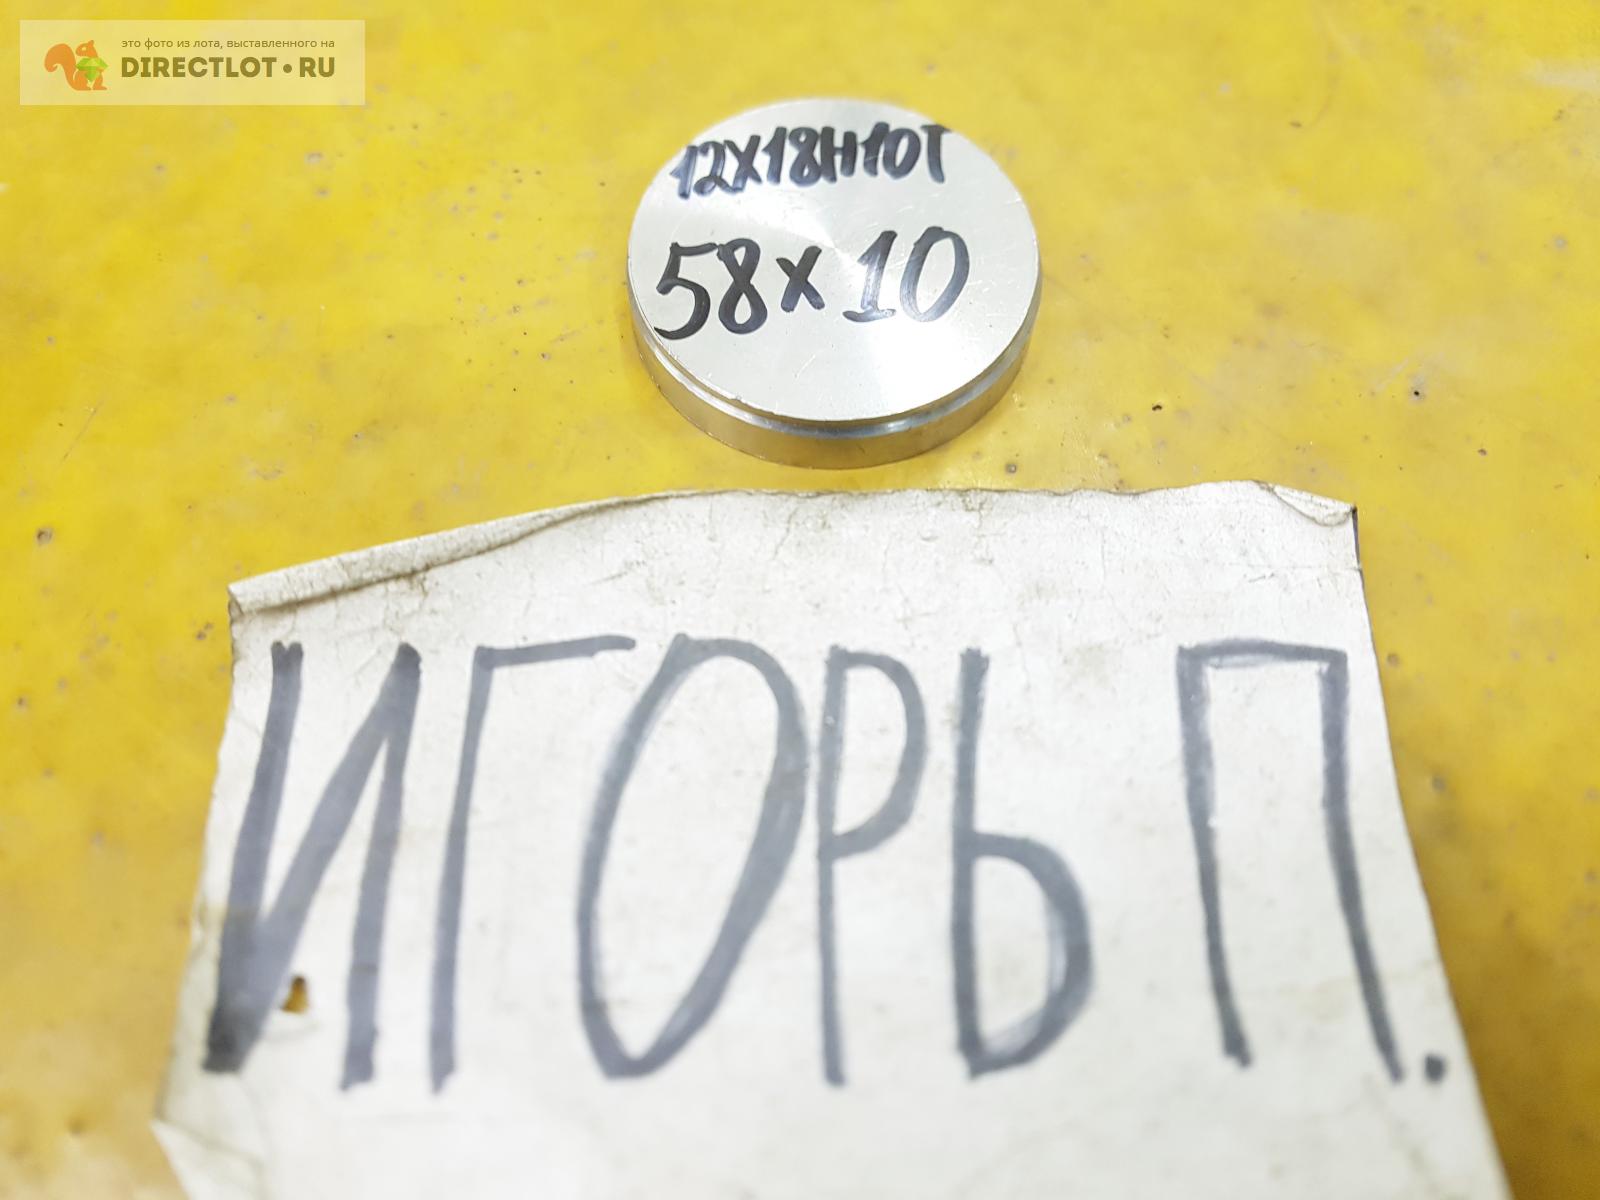 это фото из лота, выставленного на
DIRECTLOT•RU
12Х18Н10Т
58х10
ИГОРЬ П.